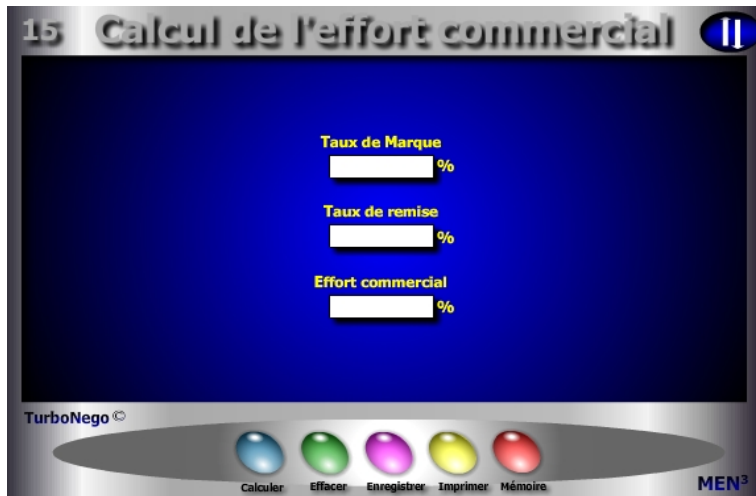 15 Calcul de l'effort commercial
Taux de Marque
%
Taux de remise
%
Effort commercial
%
TurboNego ©
Calculer Effacer Enregistrer Imprimer Mémoire
MEN³